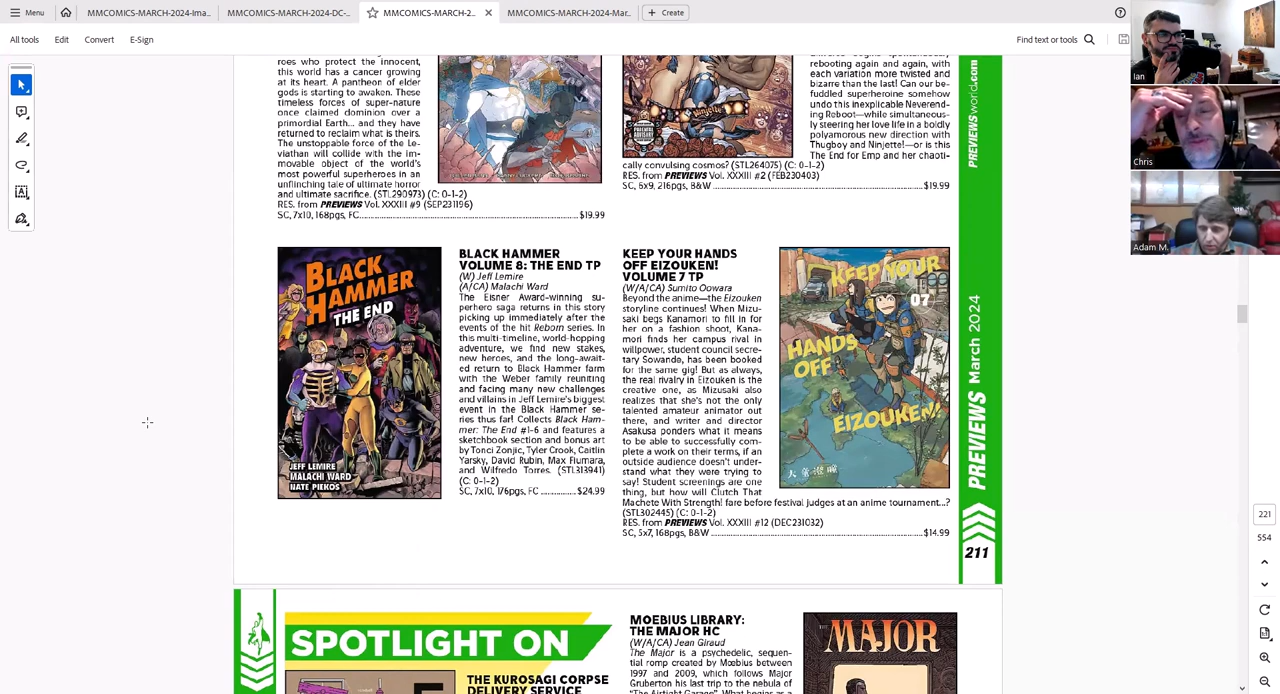 Menu
MMCOMICS-MARCH-2024-Ima...
MMCOMICS-MARCH-2024-DC-...
MMCOMICS-MARCH-2...
MMCOMICS-MARCH-2024-Mar...
+ Create
All tools
Edit
Convert
E-Sign
Find text or tools
Ian
Chris
Adam M.
roes who protect the innocent,
this world has a cancer growing
at its heart. A pantheon of elder
gods is starting to awaken. These
timeless forces of super-nature
once claimed dominion over a
primordial Earth... and they have
returned to reclaim what is theirs.
The unstoppable force of the Le-
viathan will collide with the im-
movable object of the world's
most powerful superheroes in an
unflinching tale of ultimate horror
and ultimate sacrifice. (STL290973) (C: 0-1-2)
RES. from PREVIEWS Vol. XXXIII #9 (SEP231196)
SC, 7x10, 168pgs, FC...$19.99
rebooting again and again, with
each variation more twisted and
bizarre than the last! Can our be-
fuddled superheroine somehow
undo this inexplicable Neverend-
ing Reboot—while simultaneous-
ly steering her love life in a boldly
polyamorous new direction with
Thugboy and Ninjette!—or is this
The End for Emp and her chaoti-
cally convulsing cosmos? (STL264075) (C: 0-1-2)
RES. from PREVIEWS Vol. XXXIII #2 (FEB230403)
SC, 6x9, 216pgs, B&W...$19.99
BLACK
HAMMER
THE END
JEFF LEMIRE
MALACHI WARD
NATE PIEKOS
BLACK HAMMER
VOLUME 8: THE END TP
(W) Jeff Lemire
(A/CA) Malachi Ward
The Eisner Award-winning su-
perhero saga returns in this story
picking up immediately after the
events of the hit Reborn series. In
this multi-timeline, world-hopping
adventure, we find new stakes,
new heroes, and the long-await-
ed return to Black Hammer farm
with the Weber family reuniting
and facing many new challenges
and villains in Jeff Lemire's biggest
event in the Black Hammer se-
ries thus far! Collects Black Ham-
mer: The End #1-6 and features a
sketchbook section and bonus art
by Tonci Zonjic, Tyler Crook, Caitlin
Yarsky, David Rubin, Max Fiumara,
and Wilfredo Torres. (STL313941)
(C: 0-1-2)
SC, 7x10, 176pgs, FC...$24.99
KEEP YOUR HANDS
OFF EIZOUKEN!
VOLUME 7 TP
(W/A/CA) Sumito Oowara
Beyond the anime—the Eizouken
storyline continues! When Mizu-
saki begs Kanamori to fill in for
her on a fashion shoot, Kana-
mori finds her campus rival in
willpower, student council secre-
tary Sowande, has been booked
for the same gig! But as always,
the real rivalry in Eizouken is the
creative one, as Mizusaki also
realizes that she's not the only
talented amateur animator out
there, and writer and director
Asakusa ponders what it means
to be able to successfully com-
plete a work on their terms, if an
outside audience doesn't under-
stand what they were trying to
say! Student screenings are one
thing, but how will Clutch That
Machete With Strength! fare before festival judges at an anime tournament...?
(STL302445) (C: 0-1-2)
RES. from PREVIEWS Vol. XXXIII #12 (DEC231032)
SC, 5x7, 168pgs, B&W...$14.99
KEEP YOUR
07
HANDS
OFF
EIZOUKEN!
PREVIEWSworld.com
PREVIEWS March 2024
211
221
554
SPOTLIGHT ON
THE KUROSAGI CORPSE
DELIVERY SERVICE
MOEBIUS LIBRARY:
THE MAJOR HC
(W/A/CA) Jean Giraud
The Major is a psychedelic, sequen-
tial romp created by Mœbius between
1997 and 2009, which follows Major
Gruberton his last trip to the nebula of
THE MAJOR